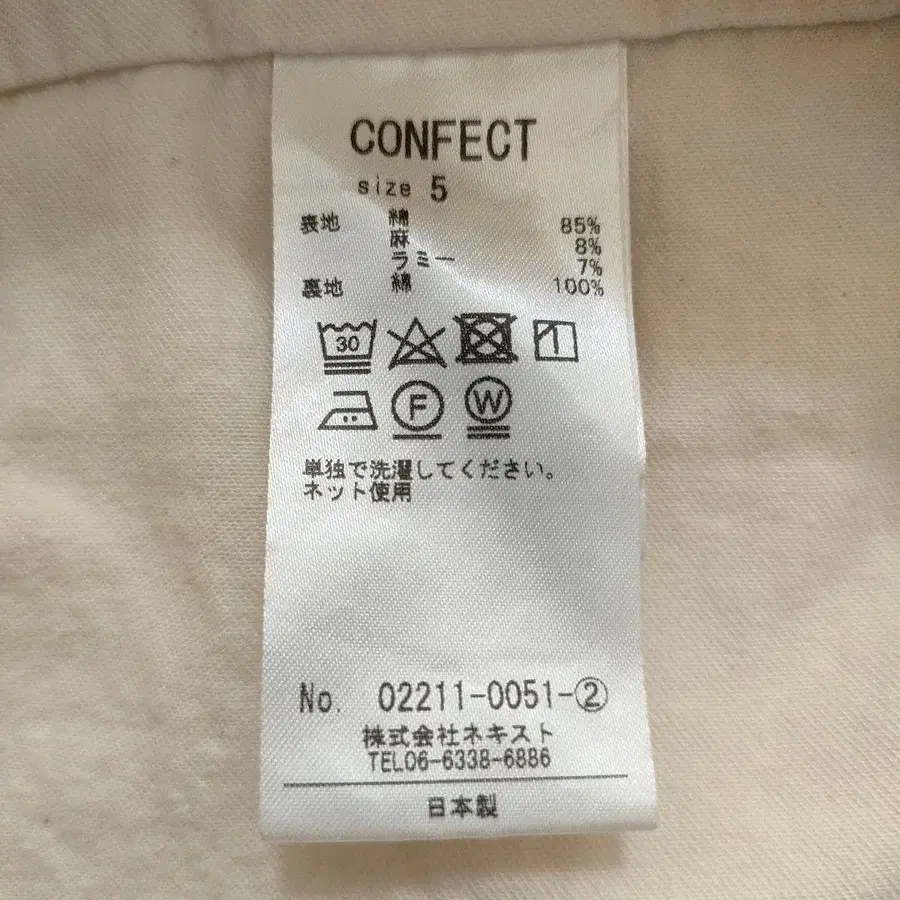 CONFECT
size 5
表地 綿 85%
麻 8%
ラミー 7%
裏地 綿 100%
30
F W
単独で洗濯してください。
ネット使用
No. 02211-0051-②
株式会社ネキスト
TEL06-6338-6886
日本製